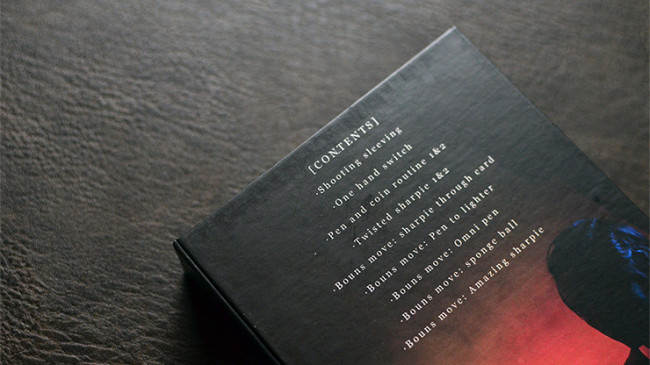 [CONTENTS]
·Shooting sleeving
·One hand switch
·Pen and coin routine 1&2
·Twisted sharpie 1&2
·Bouns move: sharpie through card
·Bouns move: Pen to lighter
·Bouns move: Omni pen
·Bouns move: sponge ball
·Bouns move: Amazing sharpie